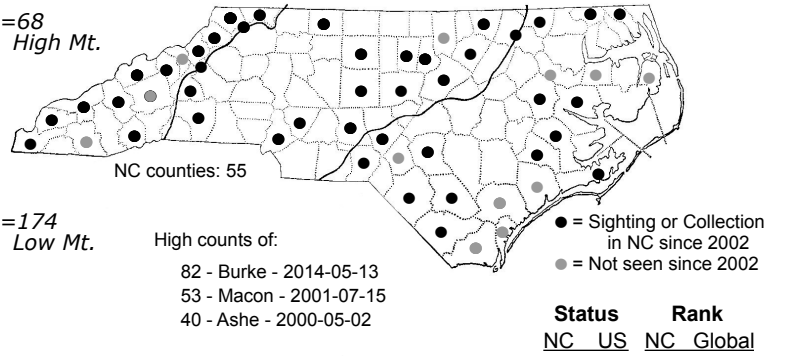 =68
High Mt.
NC counties: 55
=174
Low Mt.
High counts of:
82 - Burke - 2014-05-13
53 - Macon - 2001-07-15
40 - Ashe - 2000-05-02
= Sighting or Collection
in NC since 2002
= Not seen since 2002
Status Rank
NC US NC Global